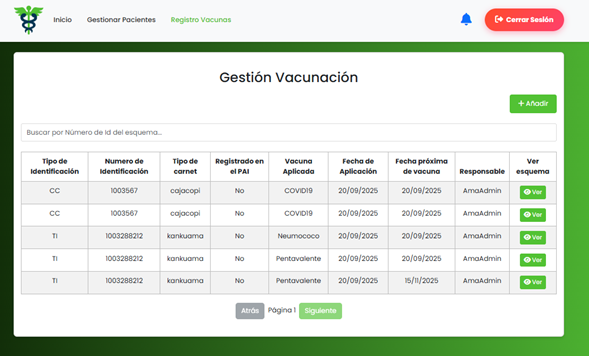 Inicio Gestionar Pacientes Registro Vacunas Cerrar Sesión
Gestión Vacunación
+ Añadir
Buscar por Número de Id del esquema...
Tipo de Identificación Numero de Identificación Tipo de carnet Registrado en el PAI Vacuna Aplicada Fecha de Aplicación Fecha próxima de vacuna Responsable Ver esquema
CC 1003567 cajacopi No COVID19 20/09/2025 20/09/2025 AmaAdmin Ver
CC 1003567 cajacopi No COVID19 20/09/2025 20/09/2025 AmaAdmin Ver
TI 1003288212 kankuama No Neumococo 20/09/2025 20/09/2025 AmaAdmin Ver
TI 1003288212 kankuama No Pentavalente 20/09/2025 20/09/2025 AmaAdmin Ver
TI 1003288212 kankuama No Pentavalente 20/09/2025 15/11/2025 AmaAdmin Ver
Atrás Página 1 Siguiente